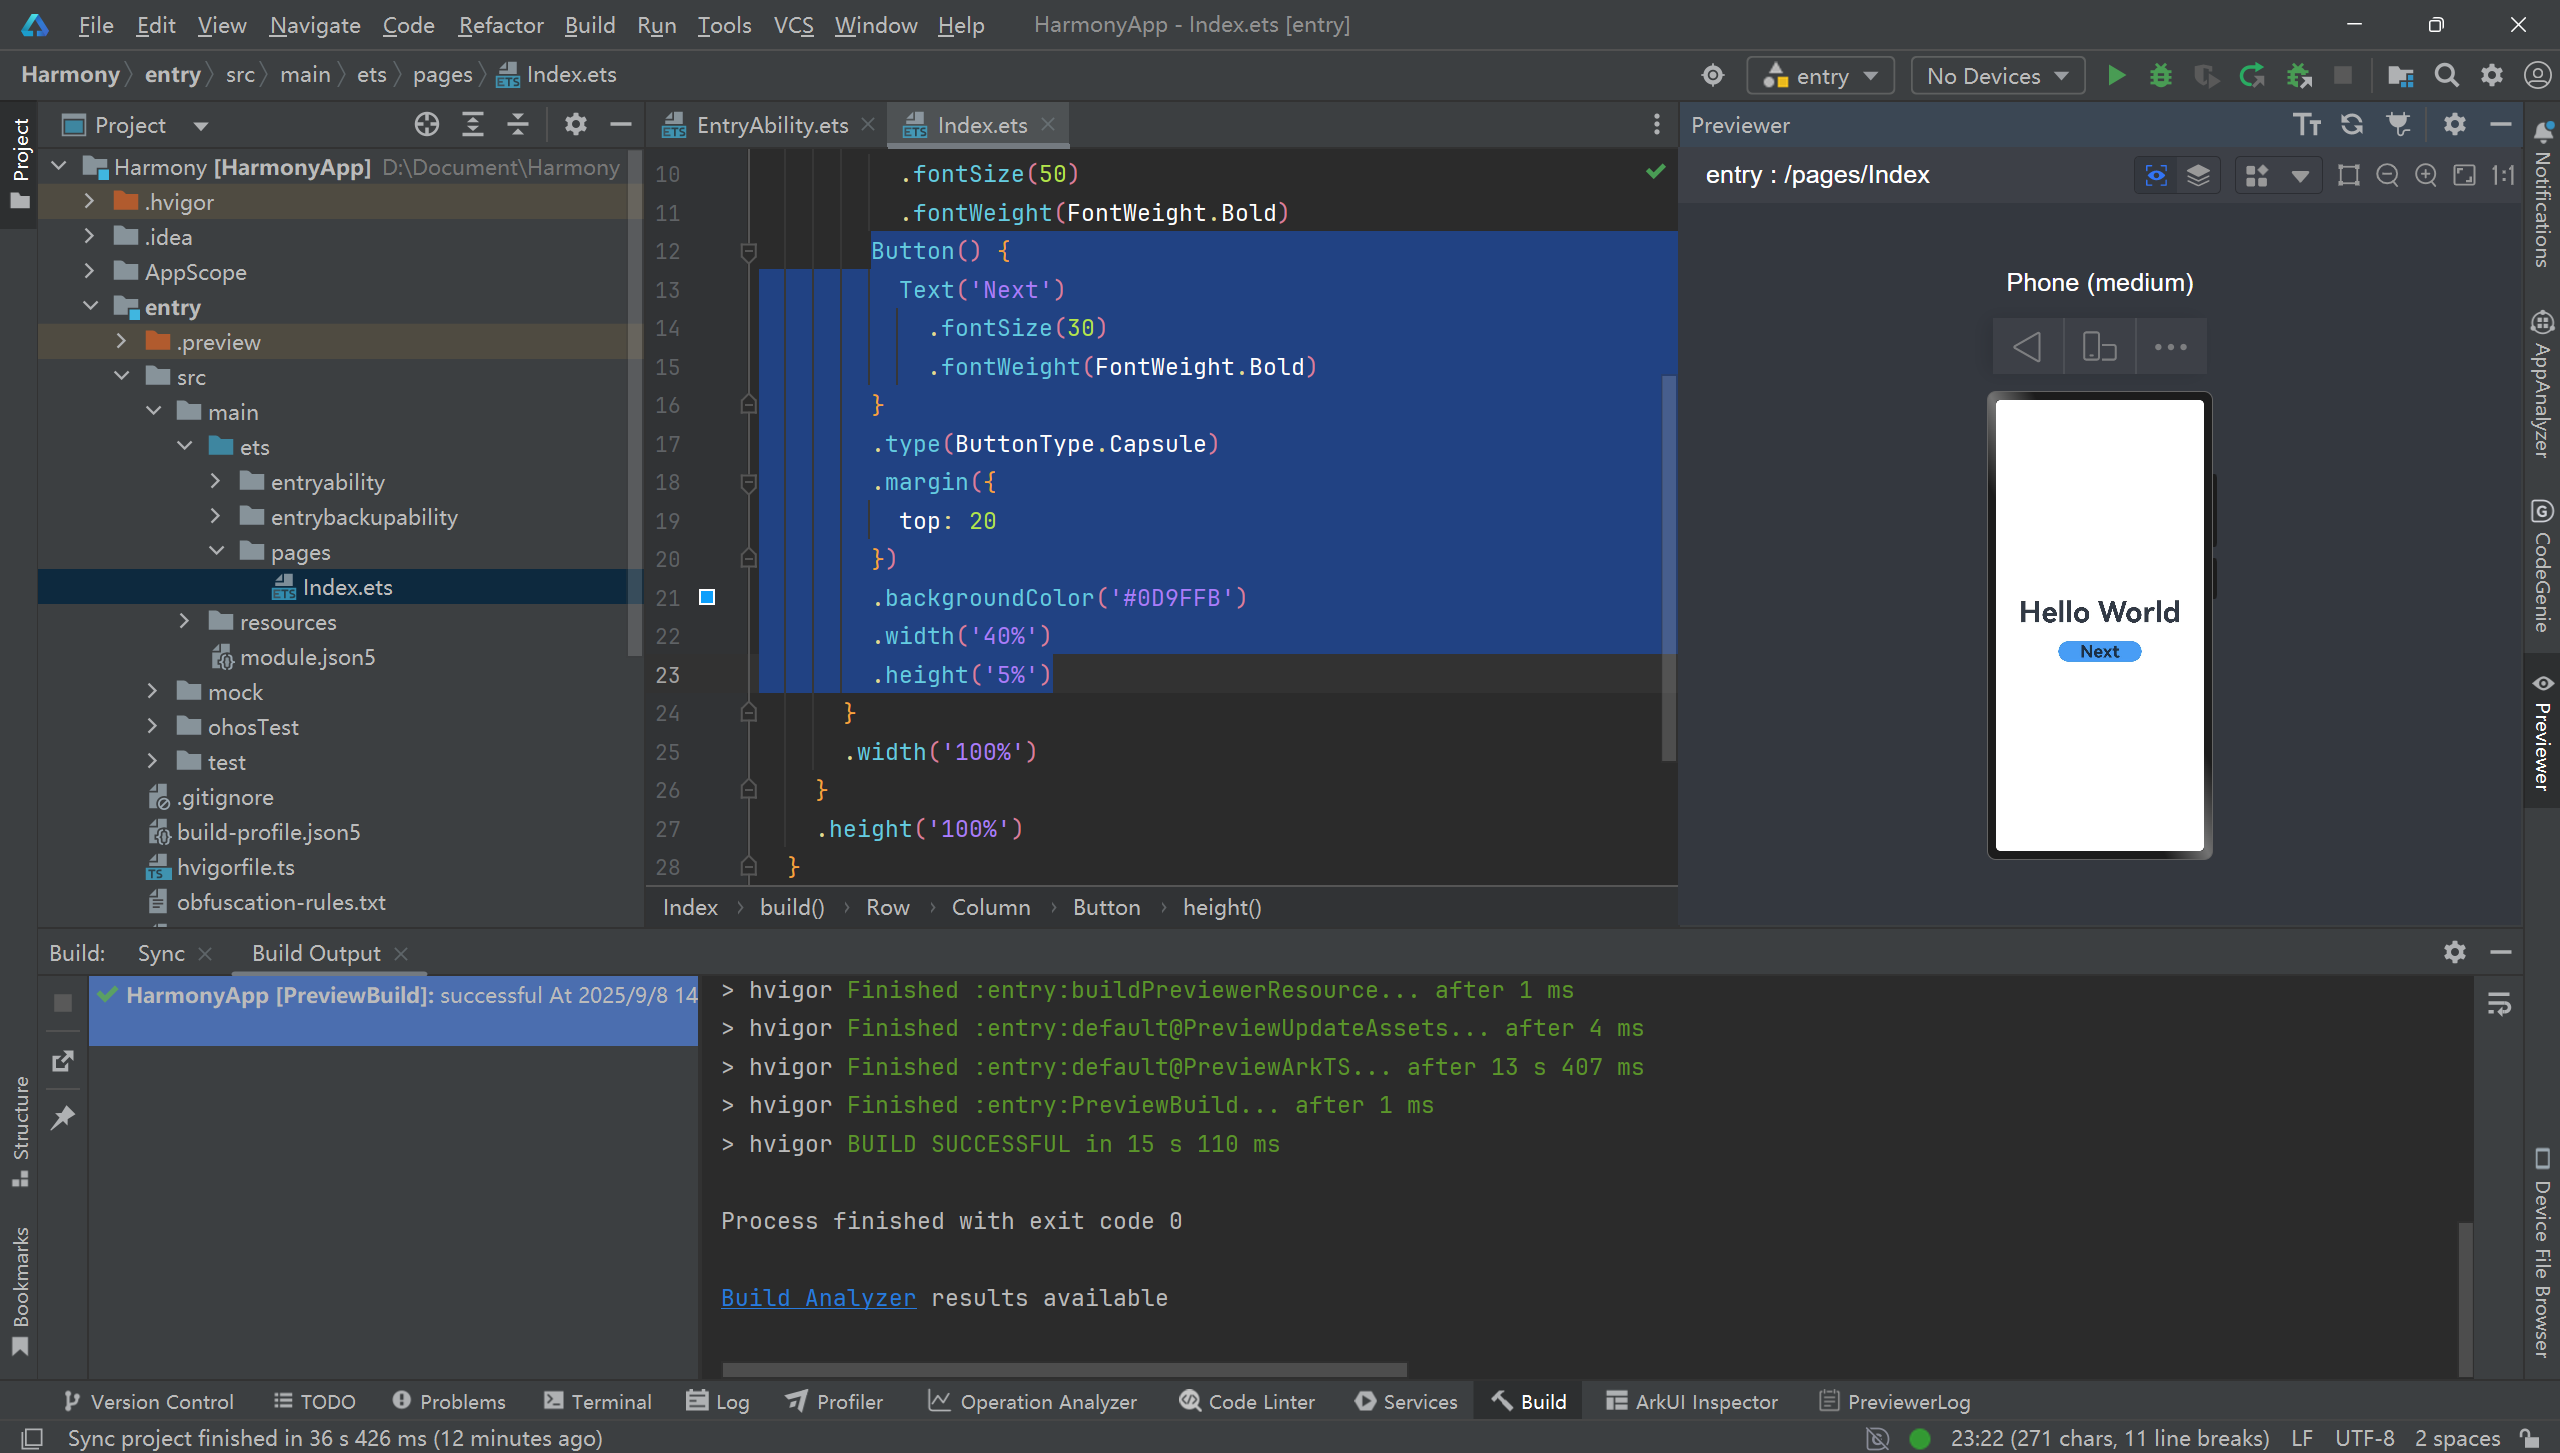 File Edit View Navigate Code Refactor Build Run Tools VCS Window Help HarmonyApp - Index.ets [entry]
Harmony entry src main ets pages Index.ets entry No Devices
Project
Project
EntryAbility.ets Index.ets
Previewer
Harmony [HarmonyApp] D:\Document\Harmony
.hvigor
.idea
AppScope
entry
.preview
src
main
ets
entryability
entrybackupability
pages
Index.ets
resources
module.json5
mock
ohosTest
test
.gitignore
build-profile.json5
hvigorfile.ts
obfuscation-rules.txt
10 .fontSize(50)
11 .fontWeight(FontWeight.Bold)
12 Button() {
13 Text('Next')
14 .fontSize(30)
15 .fontWeight(FontWeight.Bold)
16 }
17 .type(ButtonType.Capsule)
18 .margin({
19 top: 20
20 })
21 .backgroundColor('#0D9FFB')
22 .width('40%')
23 .height('5%')
24 }
25 .width('100%')
26 }
27 .height('100%')
28 }
Index build() Row Column Button height()
entry : /pages/Index 1:1
Phone (medium)
Hello World
Next
Notifications
AppAnalyzer
CodeGenie
Previewer
Device File Browser
Structure
Bookmarks
Build: Sync Build Output
HarmonyApp [PreviewBuild]: successful At 2025/9/8 14
> hvigor Finished :entry:buildPreviewerResource... after 1 ms
> hvigor Finished :entry:default@PreviewUpdateAssets... after 4 ms
> hvigor Finished :entry:default@PreviewArkTS... after 13 s 407 ms
> hvigor Finished :entry:PreviewBuild... after 1 ms
> hvigor BUILD SUCCESSFUL in 15 s 110 ms
Process finished with exit code 0
Build Analyzer results available
Version Control TODO Problems Terminal Log Profiler Operation Analyzer Code Linter Services Build ArkUI Inspector PreviewerLog
Sync project finished in 36 s 426 ms (12 minutes ago) 23:22 (271 chars, 11 line breaks) LF UTF-8 2 spaces